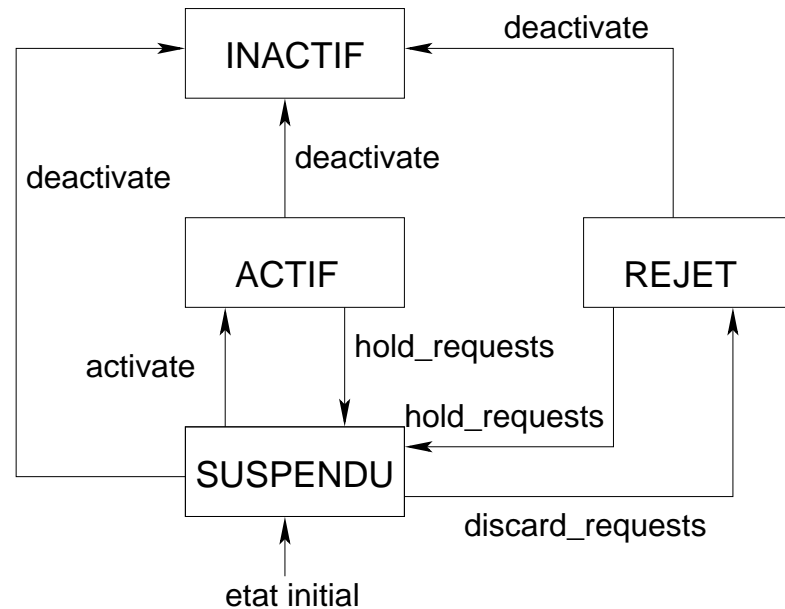 deactivate
INACTIF
deactivate
deactivate
ACTIF
REJET
hold_requests
activate
hold_requests
SUSPENDU
discard_requests
etat initial